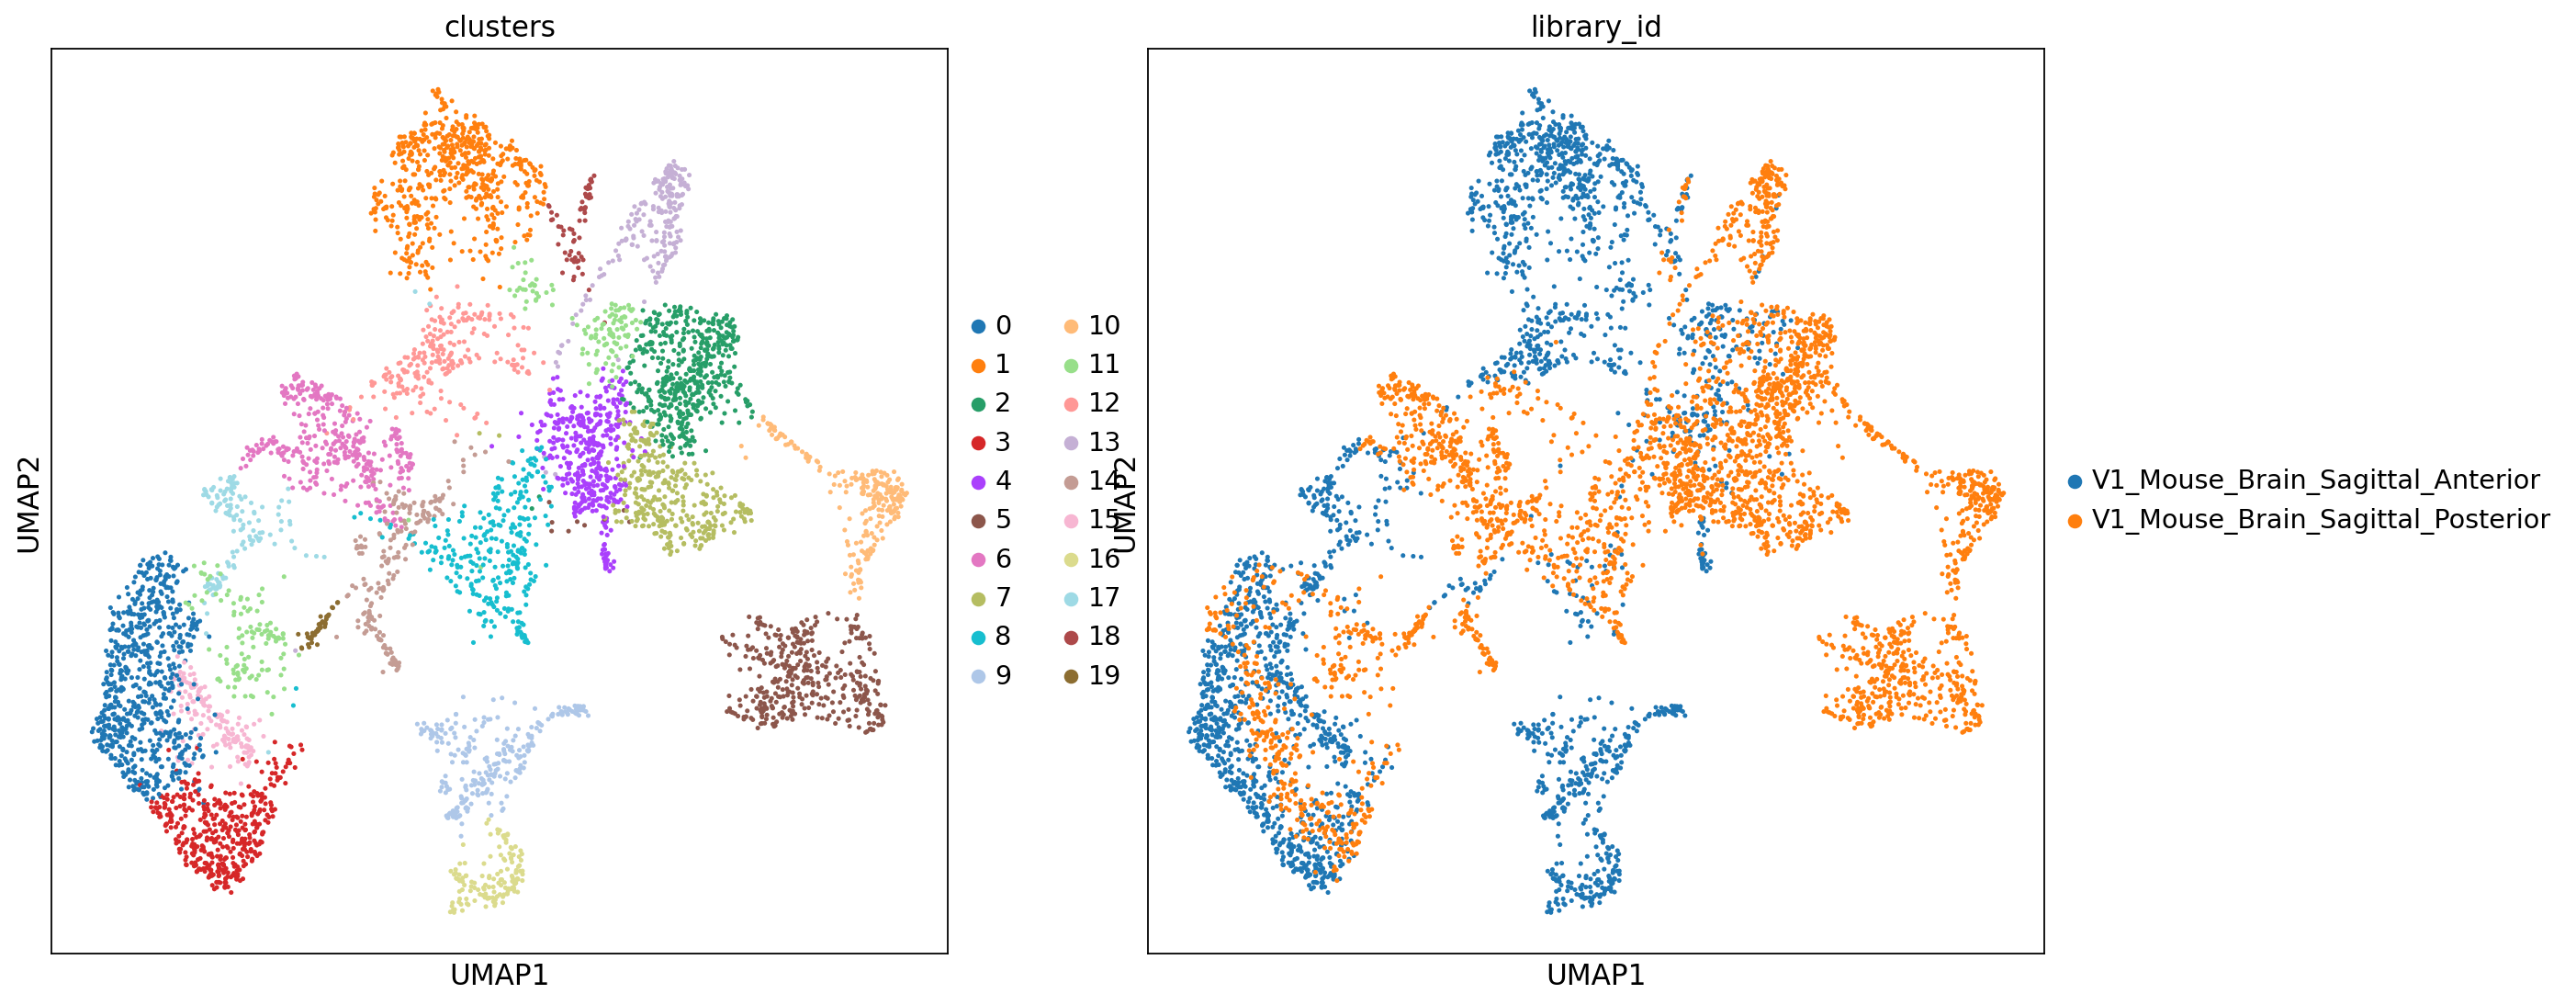 clusters
UMAP2
UMAP1
0
1
2
3
4
5
6
7
8
9
10
11
12
13
14
15
16
17
18
19
library_id
UMAP2
UMAP1
V1_Mouse_Brain_Sagittal_Anterior
V1_Mouse_Brain_Sagittal_Posterior